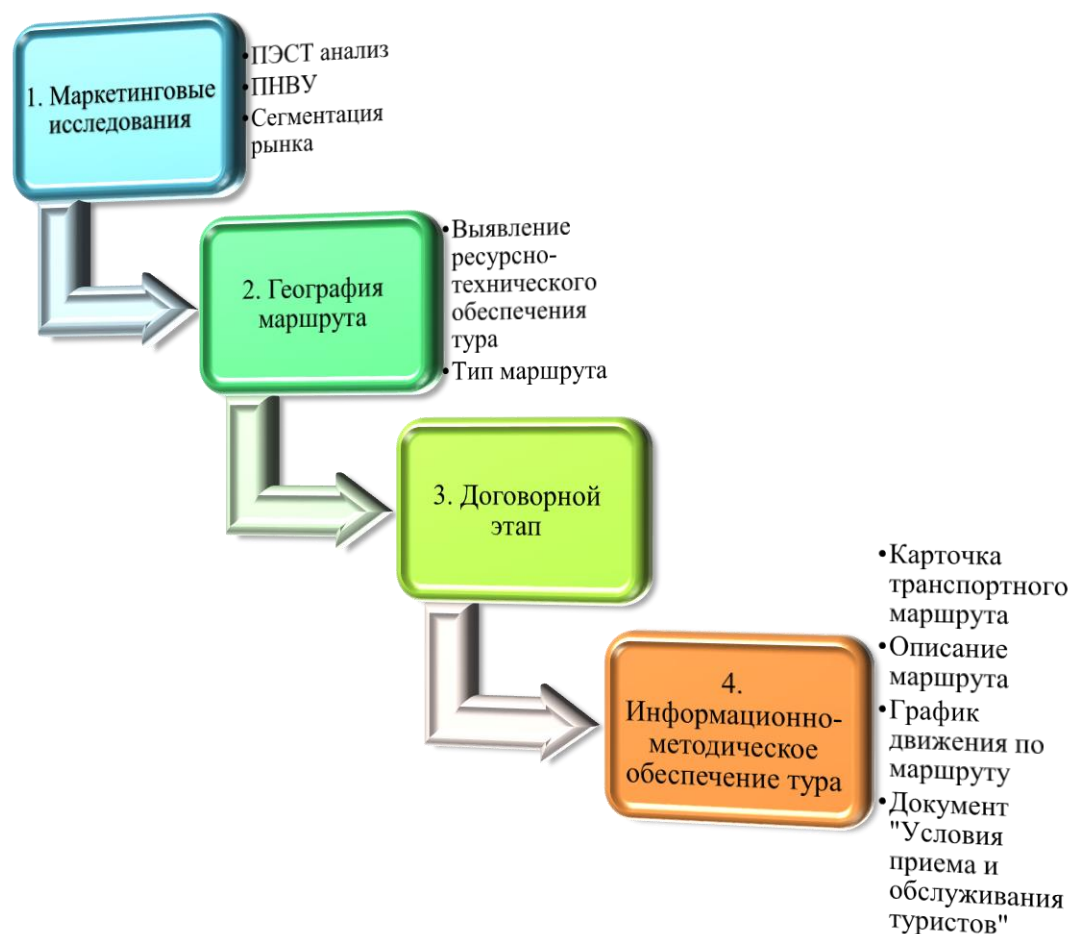 1. Маркетинговые
исследования
•ПЭСТ анализ
•ПНВУ
•Сегментация
рынка
2. География
маршрута
•Выявление
ресурсно-
технического
обеспечения
тура
•Тип маршрута
3. Договорной
этап
4.
Информационно-
методическое
обеспечение тура
•Карточка
транспортного
маршрута
•Описание
маршрута
•График
движения по
маршруту
•Документ
"Условия
приема и
обслуживания
туристов"